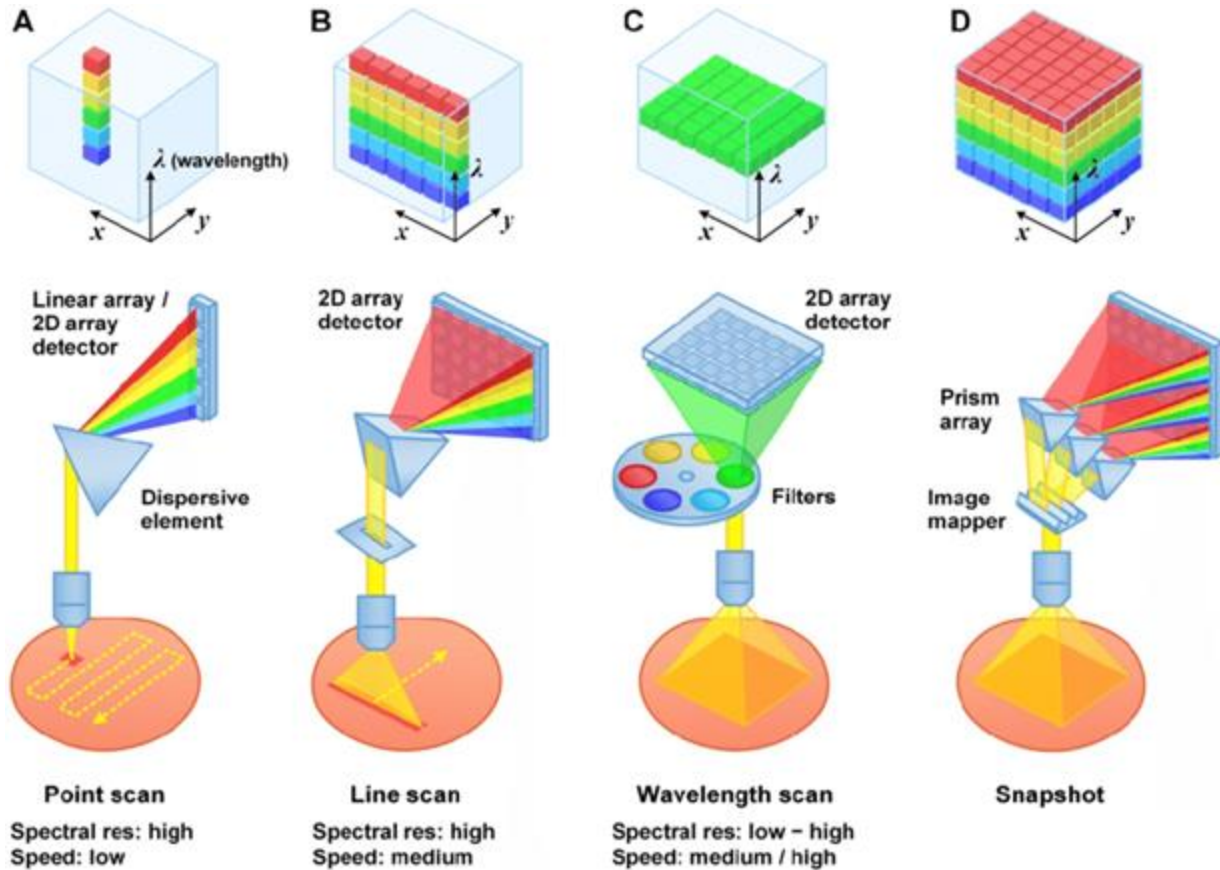 A
B
C
D
λ (wavelength)
x
y
λ
x
y
λ
x
y
λ
x
y
Linear array /
2D array
detector
Dispersive
element
2D array
detector
2D array
detector
Filters
Prism
array
Image
mapper
Point scan
Spectral res: high
Speed: low
Line scan
Spectral res: high
Speed: medium
Wavelength scan
Spectral res: low – high
Speed: medium / high
Snapshot